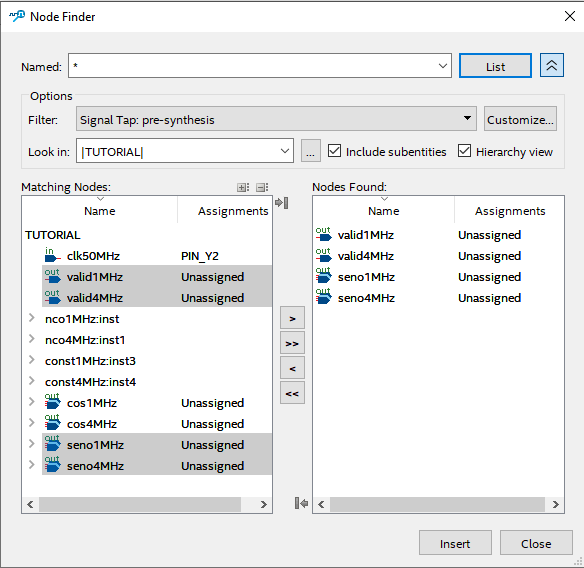 Node Finder
Named: * List
Options
Filter: Signal Tap: pre-synthesis Customize...
Look in: |TUTORIAL| ... Include subentities Hierarchy view
Matching Nodes:
Name Assignments
TUTORIAL
in clk50MHz PIN_Y2
out valid1MHz Unassigned
out valid4MHz Unassigned
nco1MHz:inst
nco4MHz:inst1
const1MHz:inst3
const4MHz:inst4
out cos1MHz Unassigned
out cos4MHz Unassigned
out seno1MHz Unassigned
out seno4MHz Unassigned
>
>>
<
<<
Nodes Found:
Name Assignments
out valid1MHz Unassigned
out valid4MHz Unassigned
out seno1MHz Unassigned
out seno4MHz Unassigned
Insert Close